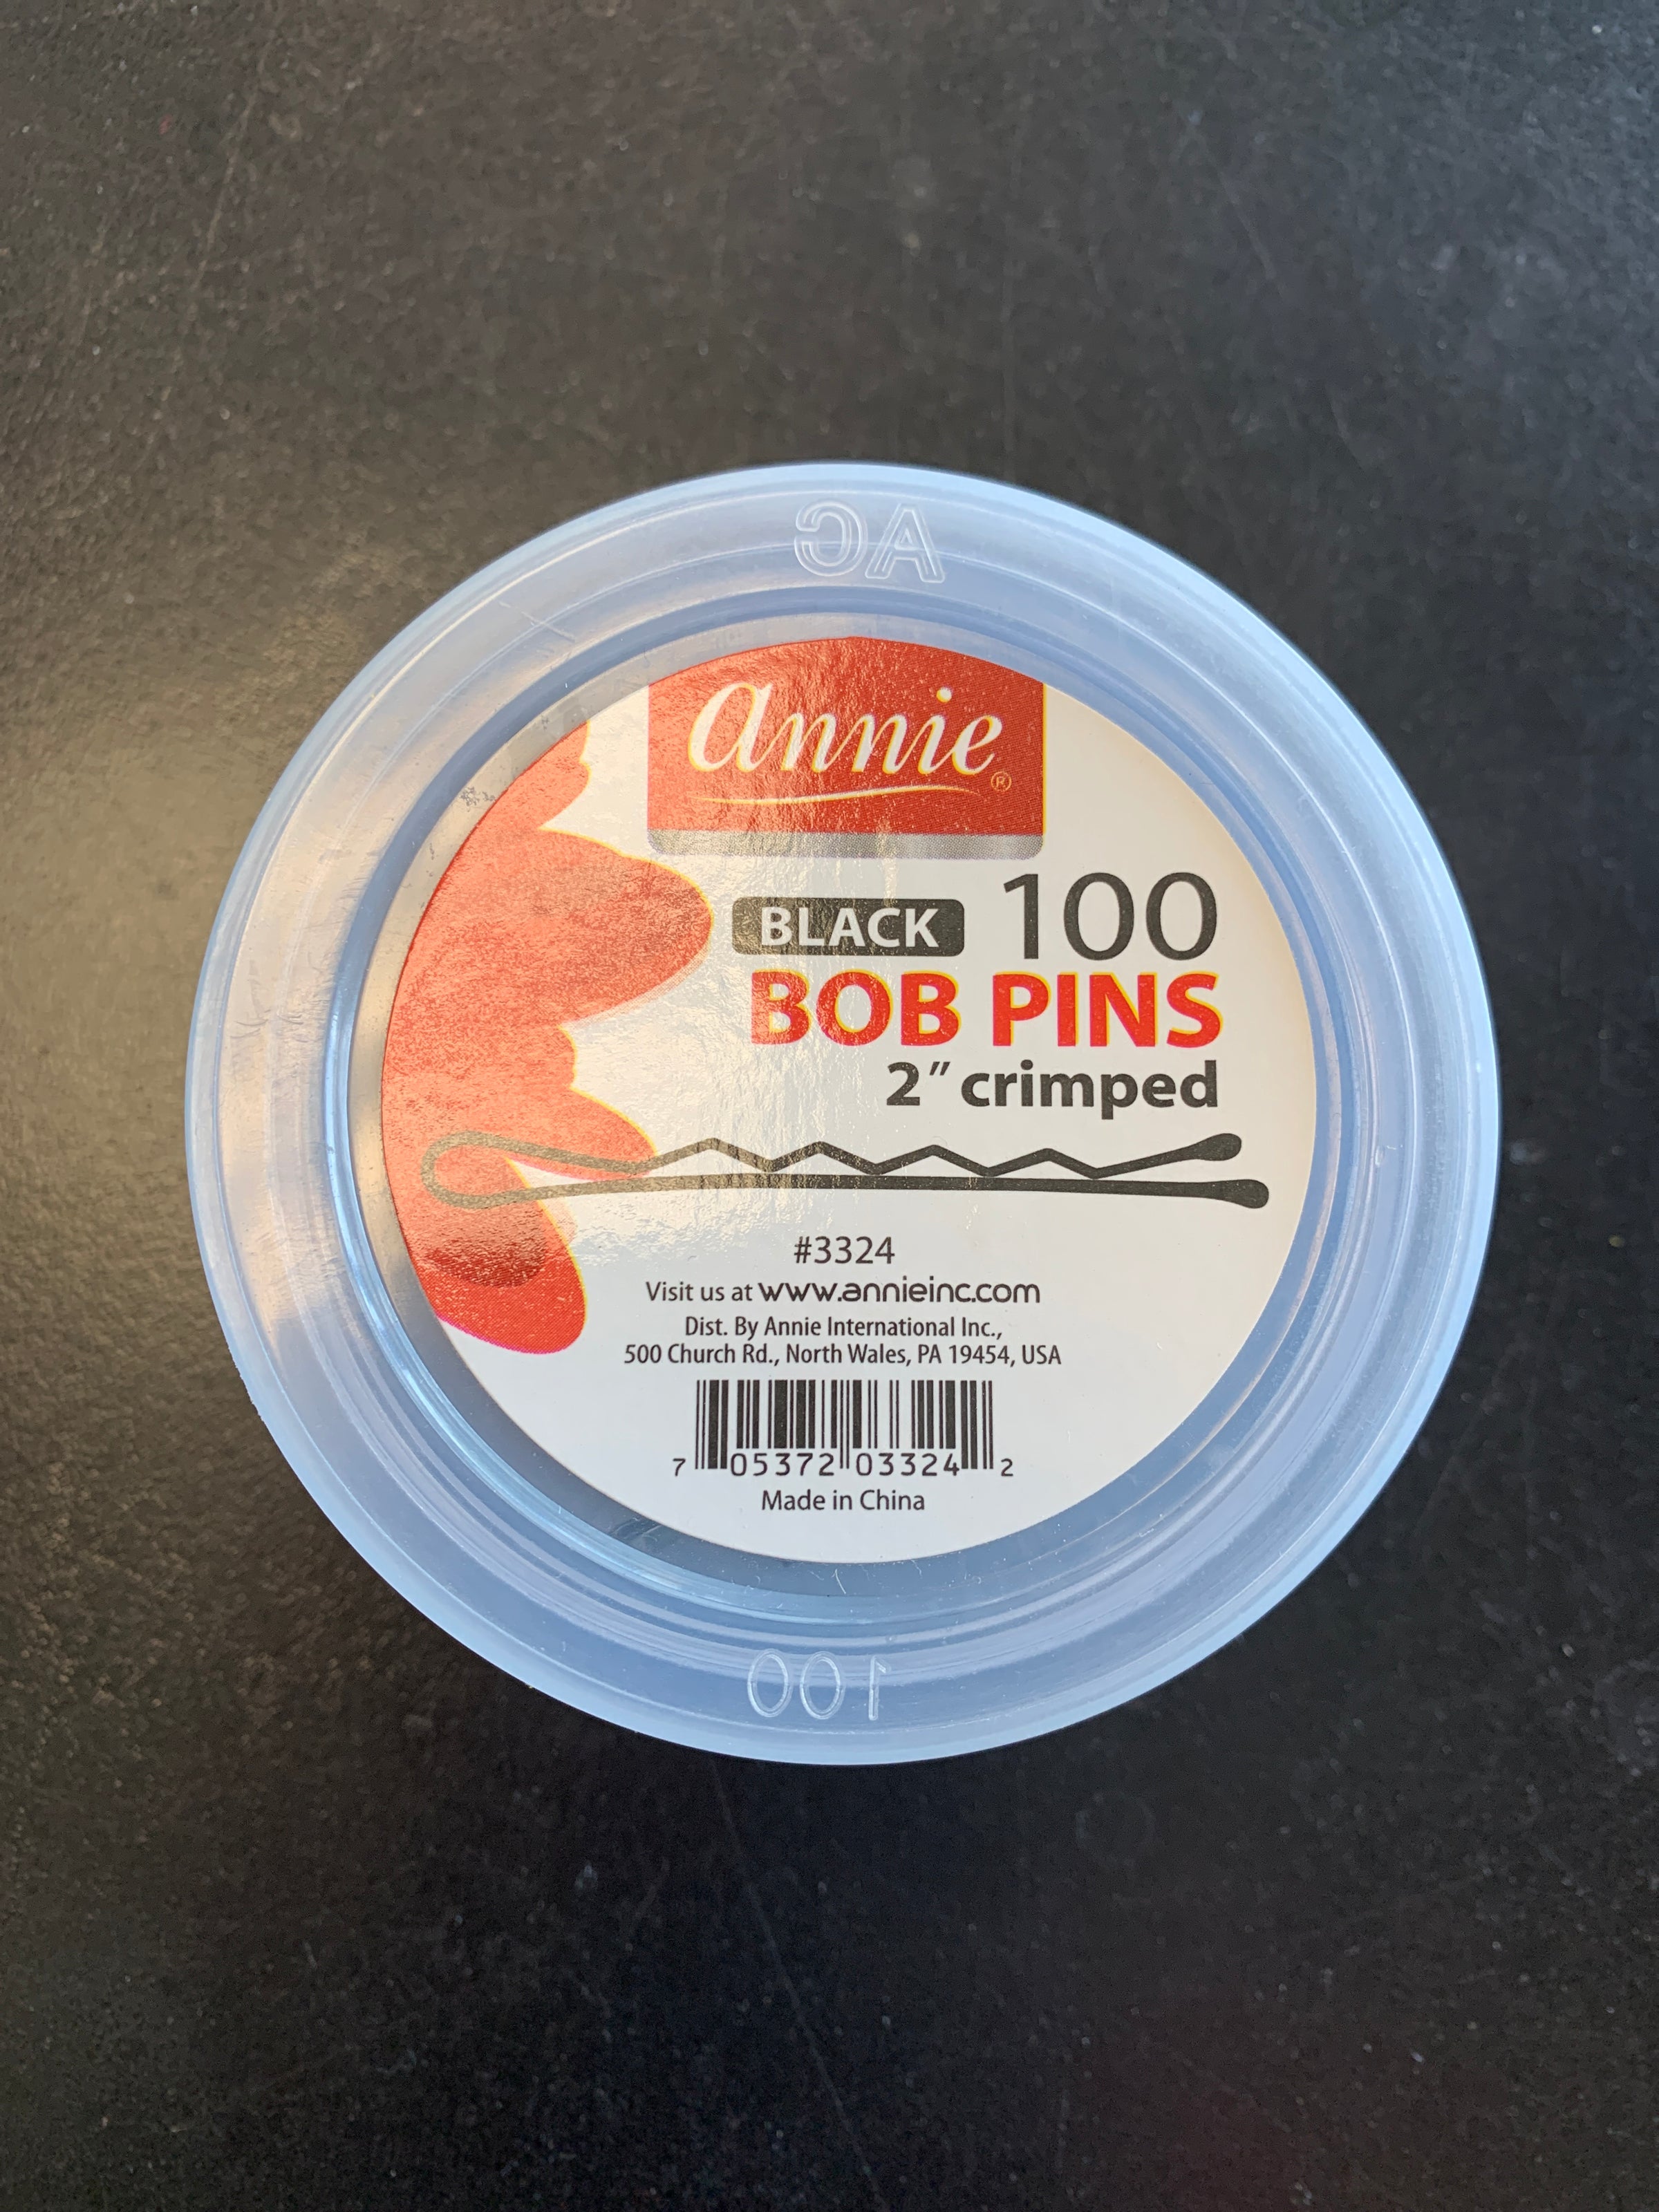 AG
annie®
BLACK 100
BOB PINS
2" crimped
#3324
Visit us at www.annieinc.com
Dist. By Annie International Inc.,
500 Church Rd., North Wales, PA 19454, USA
7 05372 03324 2
Made in China
100